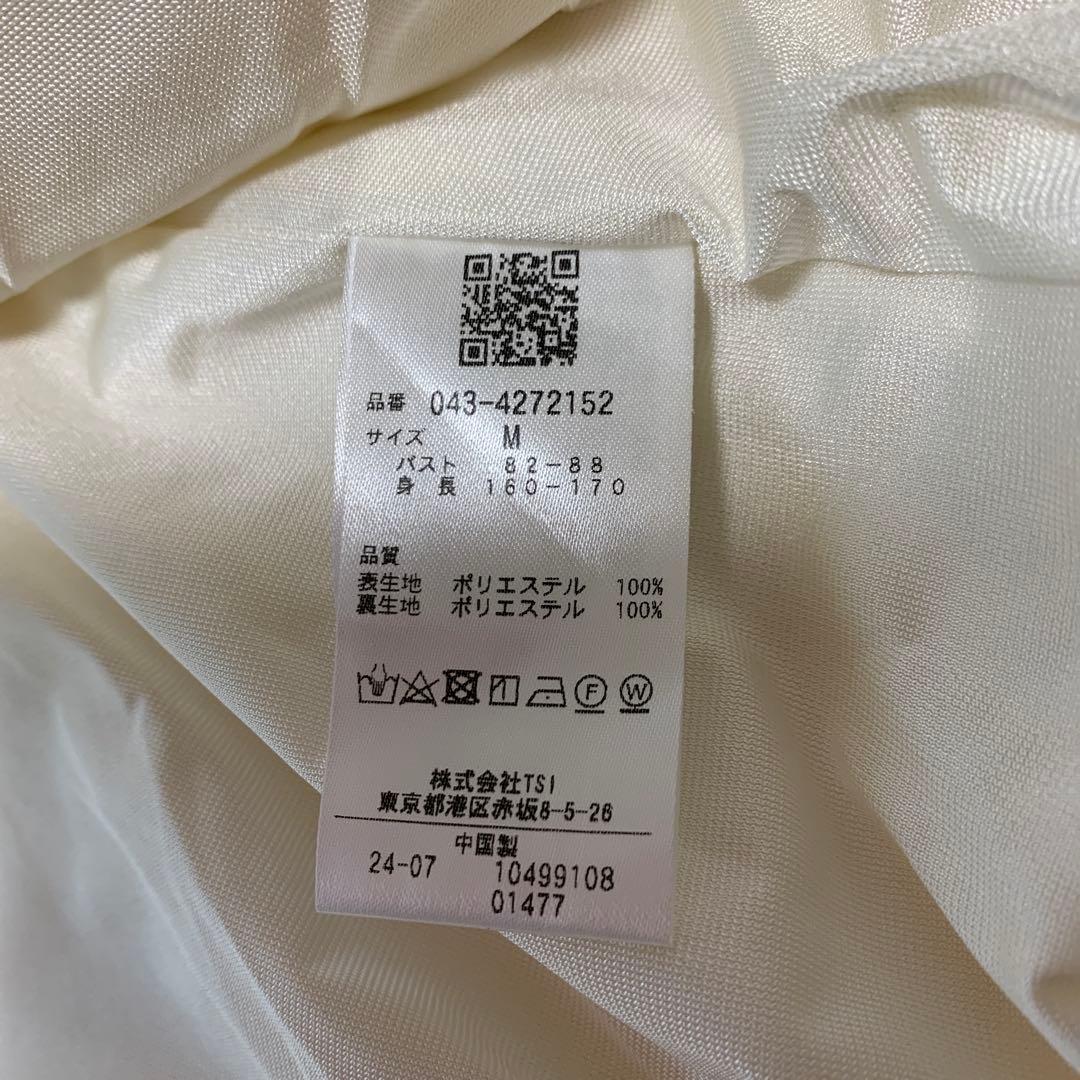 品番 043-4272152
サイズ M
バスト 82-88
身長 160-170
品質
表生地 ポリエステル 100%
裏生地 ポリエステル 100%
F W
株式会社TSI
東京都港区赤坂8-5-26
中国製
24-07 10499108
01477